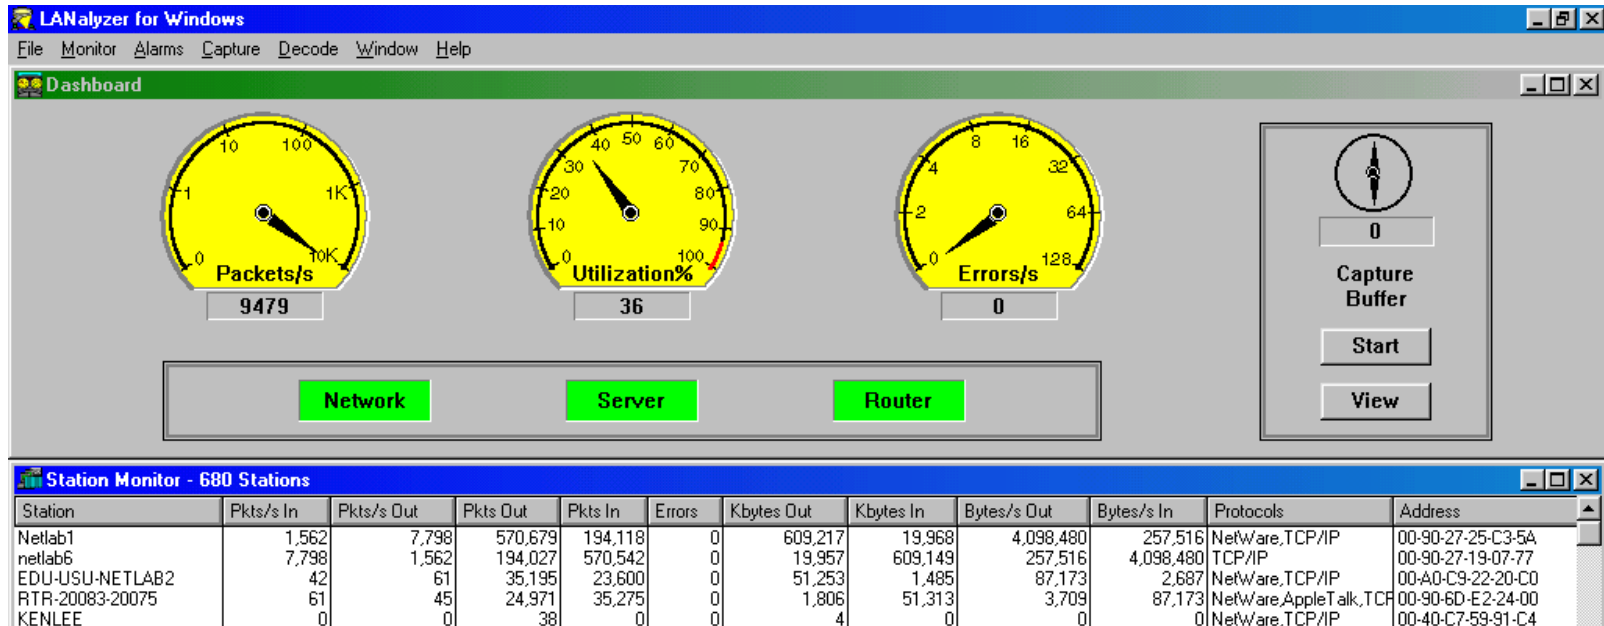 LANalyzer for Windows
File Monitor Alarms Capture Decode Window Help
Dashboard
0 1 10 100 1K 10K
Packets/s
9479
0 10 20 30 40 50 60 70 80 90 100
Utilization%
36
0 2 4 8 16 32 64 128
Errors/s
0
0
Capture
Buffer
Start
View
Network Server Router
Station Monitor - 680 Stations
Station Pkts/s In Pkts/s Out Pkts Out Pkts In Errors Kbytes Out Kbytes In Bytes/s Out Bytes/s In Protocols Address
Netlab1 1,562 7,798 570,679 194,118 0 609,217 19,968 4,098,480 257,516 NetWare,TCP/IP 00-90-27-25-C3-5A
netlab6 7,798 1,562 194,027 570,542 0 19,957 609,149 257,516 4,098,480 TCP/IP 00-90-27-19-07-77
EDU-USU-NETLAB2 42 61 35,195 23,600 0 51,253 1,485 87,173 2,687 NetWare,TCP/IP 00-A0-C9-22-20-C0
RTR-20083-20075 61 45 24,971 35,275 0 1,806 51,313 3,709 87,173 NetWare,AppleTalk,TCP 00-90-6D-E2-24-00
KENLEE 0 0 38 0 0 4 0 0 0 NetWare,TCP/IP 00-40-C7-59-91-C4